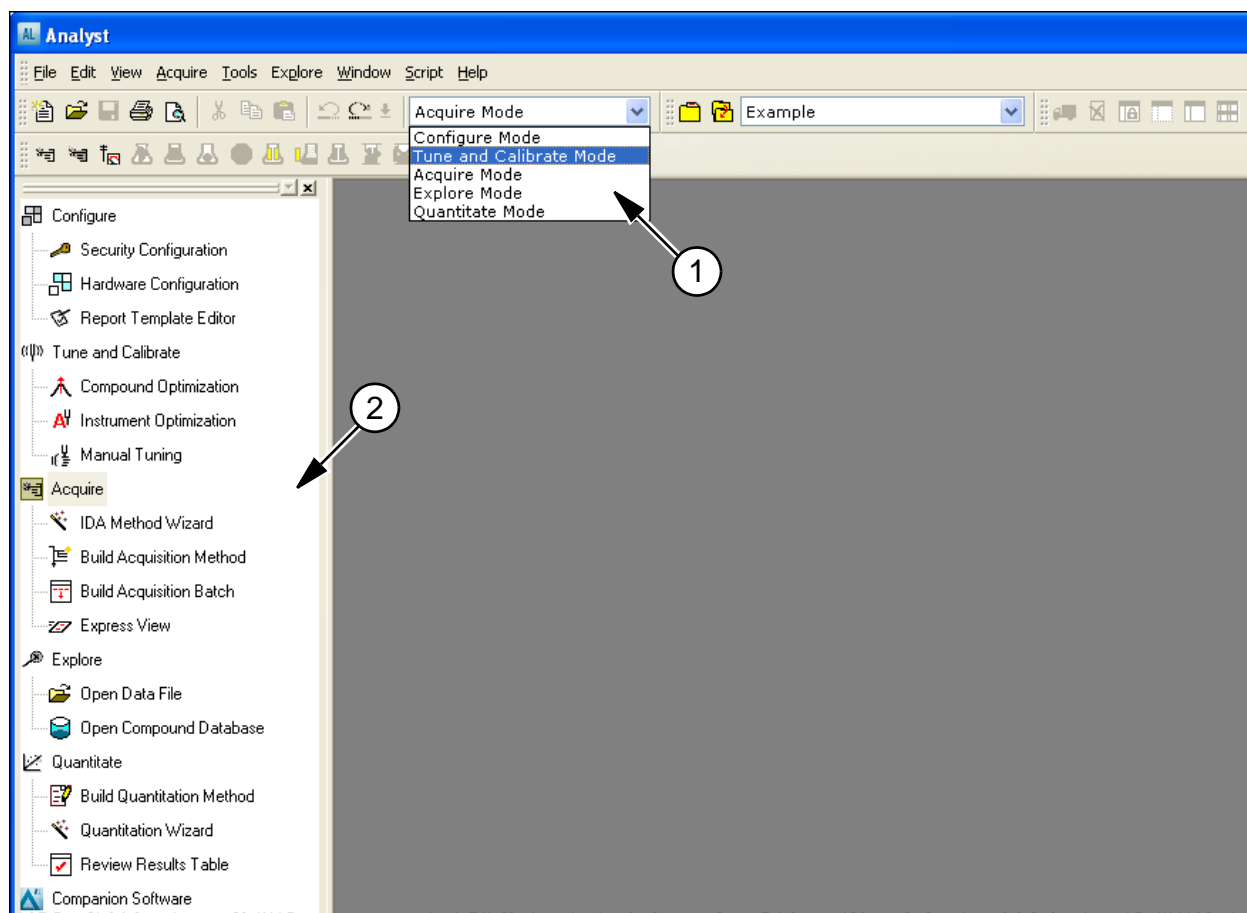 AL Analyst
File Edit View Acquire Tools Explore Window Script Help
Acquire Mode Example
Configure Mode
Tune and Calibrate Mode
Acquire Mode
Explore Mode
Quantitate Mode
1
Configure
Security Configuration
Hardware Configuration
Report Template Editor
Tune and Calibrate
Compound Optimization
2
Instrument Optimization
Manual Tuning
Acquire
IDA Method Wizard
Build Acquisition Method
Build Acquisition Batch
Express View
Explore
Open Data File
Open Compound Database
Quantitate
Build Quantitation Method
Quantitation Wizard
Review Results Table
Companion Software